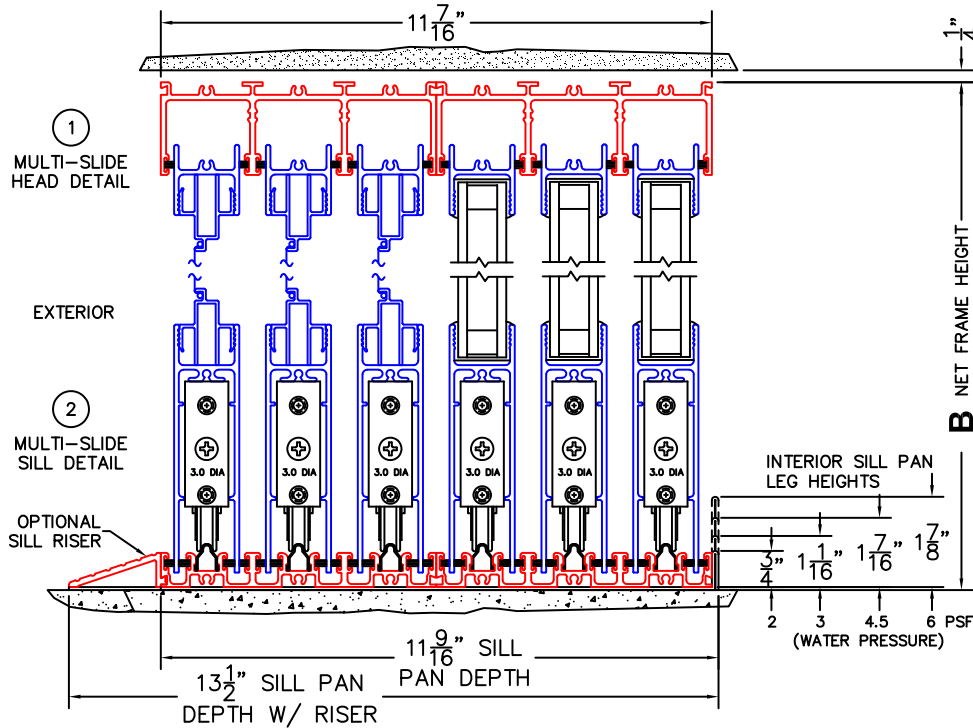 11 7/16"
1/4"
1
MULTI-SLIDE
HEAD DETAIL
NET FRAME HEIGHT
B
EXTERIOR
2
MULTI-SLIDE
SILL DETAIL
3.0 DIA
3.0 DIA
3.0 DIA
3.0 DIA
3.0 DIA
3.0 DIA
INTERIOR SILL PAN
LEG HEIGHTS
OPTIONAL
SILL RISER
3/4"
1 1/16"
1 7/16"
1 7/8"
2
3
4.5
6 PSF
(WATER PRESSURE)
11 9/16" SILL
PAN DEPTH
13 1/2" SILL PAN
DEPTH W/ RISER